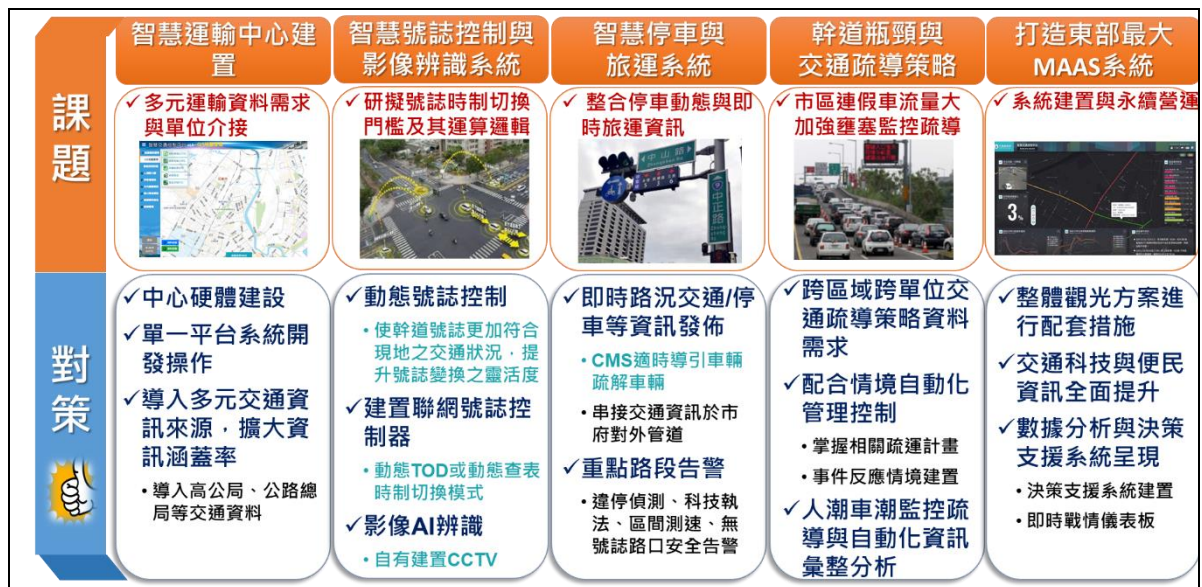 智慧運輸中心建
置
智慧號誌控制與
影像辨識系統
智慧停車與
旅運系統
幹道瓶頸與
交通疏導策略
打造東部最大
MAAS系統
課題
✓多元運輸資料需求
與單位介接
✓研擬號誌時制切換
門檻及其運算邏輯
✓整合停車動態與即
時旅運資訊
中山路
中正路
✓市區連假車流量大
加強壅塞監控疏導
✓系統建置與永續營運
3%
對策
✓中心硬體建設
✓單一平台系統開
發操作
✓導入多元交通資
訊來源，擴大資
訊涵蓋率
•導入高公局、公路總
局等交通資料
✓動態號誌控制
•使幹道號誌更加符合
現地之交通狀況，提
升號誌變換之靈活度
✓建置聯網號誌控
制器
•動態TOD或動態查表
時制切換模式
✓影像AI辨識
•自有建置CCTV
✓即時路況交通/停
車等資訊發佈
•CMS適時導引車輛
疏解車輛
•串接交通資訊於市
府對外管道
✓重點路段告警
•違停偵測、科技執
法、區間測速、無
號誌路口安全告警
✓跨區域跨單位交
通疏導策略資料
需求
✓配合情境自動化
管理控制
•掌握相關疏運計畫
•事件反應情境建置
✓人潮車潮監控疏
導與自動化資訊
彙整分析
✓整體觀光方案進
行配套措施
✓交通科技與便民
資訊全面提升
✓數據分析與決策
支援系統呈現
•決策支援系統建置
•即時戰情儀表板